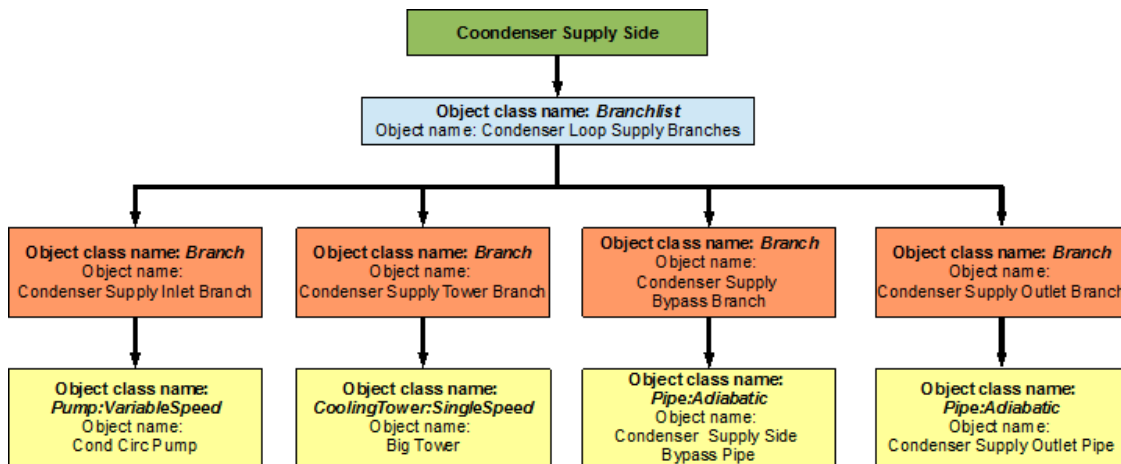 Coondenser Supply Side
Object class name: Branchlist
Object name: Condenser Loop Supply Branches
Object class name: Branch
Object name:
Condenser Supply Inlet Branch
Object class name: Branch
Object name:
Condenser Supply Tower Branch
Object class name: Branch
Object name:
Condenser Supply
Bypass Branch
Object class name: Branch
Object name:
Condenser Supply Outlet Branch
Object class name:
Pump:VariableSpeed
Object name:
Cond Circ Pump
Object class name:
CoolingTower:SingleSpeed
Object name:
Big Tower
Object class name:
Pipe:Adiabatic
Object name:
Condenser Supply Side
Bypass Pipe
Object class name:
Pipe:Adiabatic
Object name:
Condenser Supply Outlet Pipe